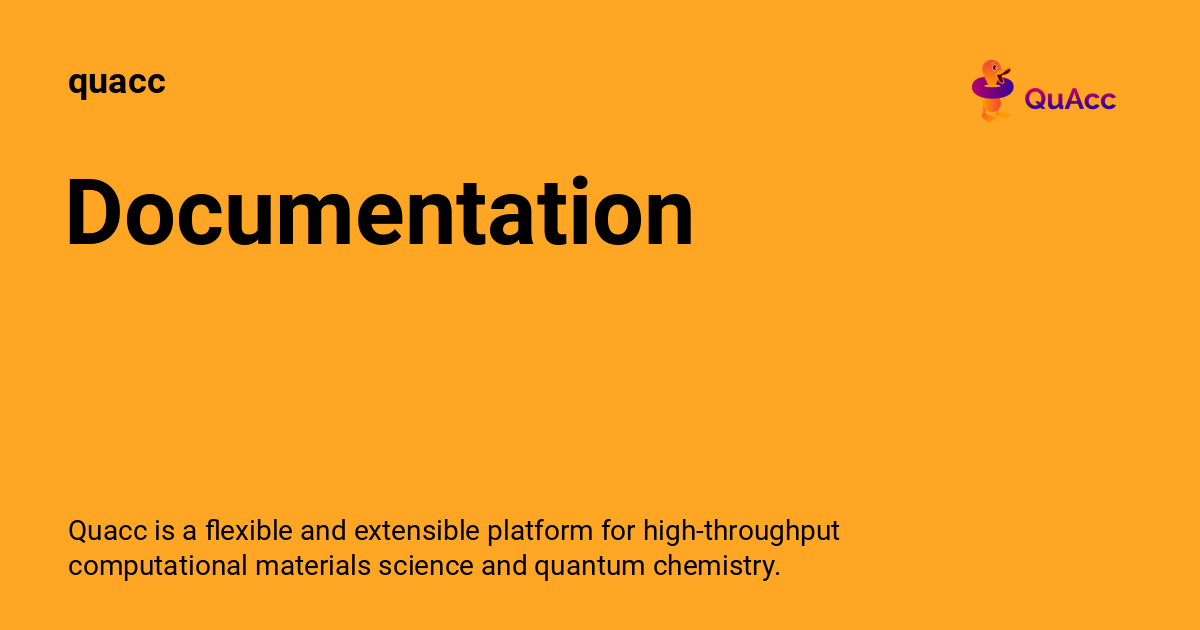 quacc
QuAcc
Documentation
Quacc is a flexible and extensible platform for high-throughput
computational materials science and quantum chemistry.